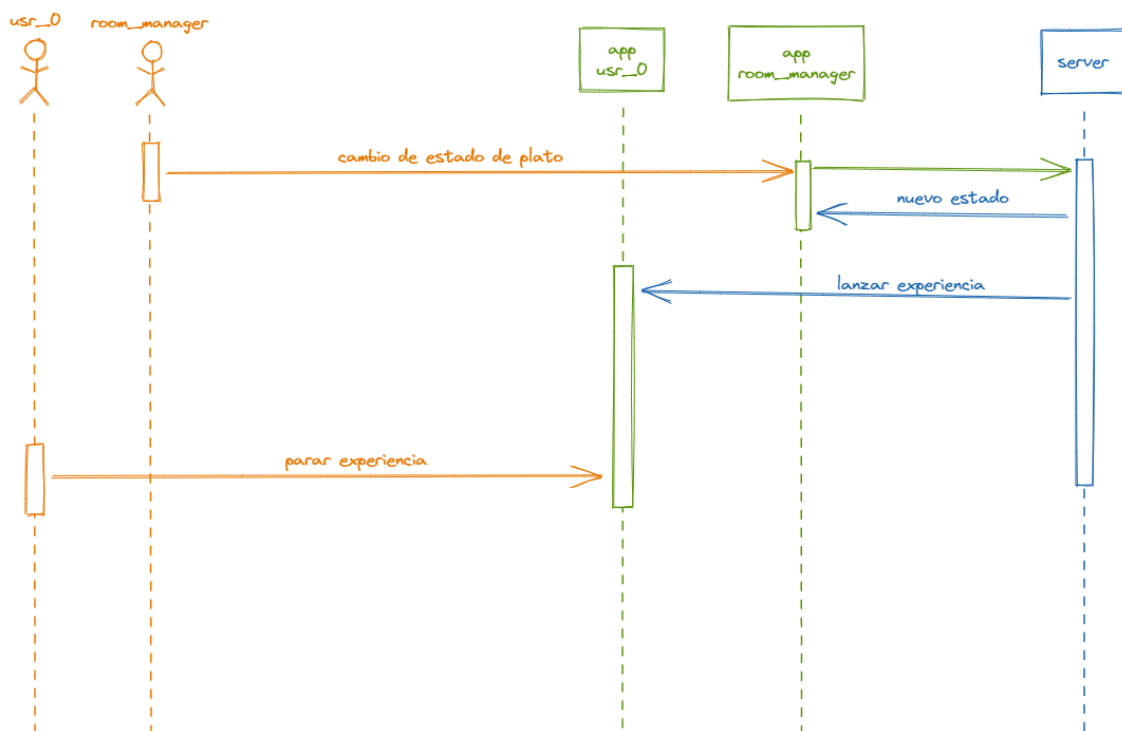 usr_0
room_manager
app
usr_0
app
room_manager
server
cambio de estado de plato
nuevo estado
lanzar experiencia
parar experiencia